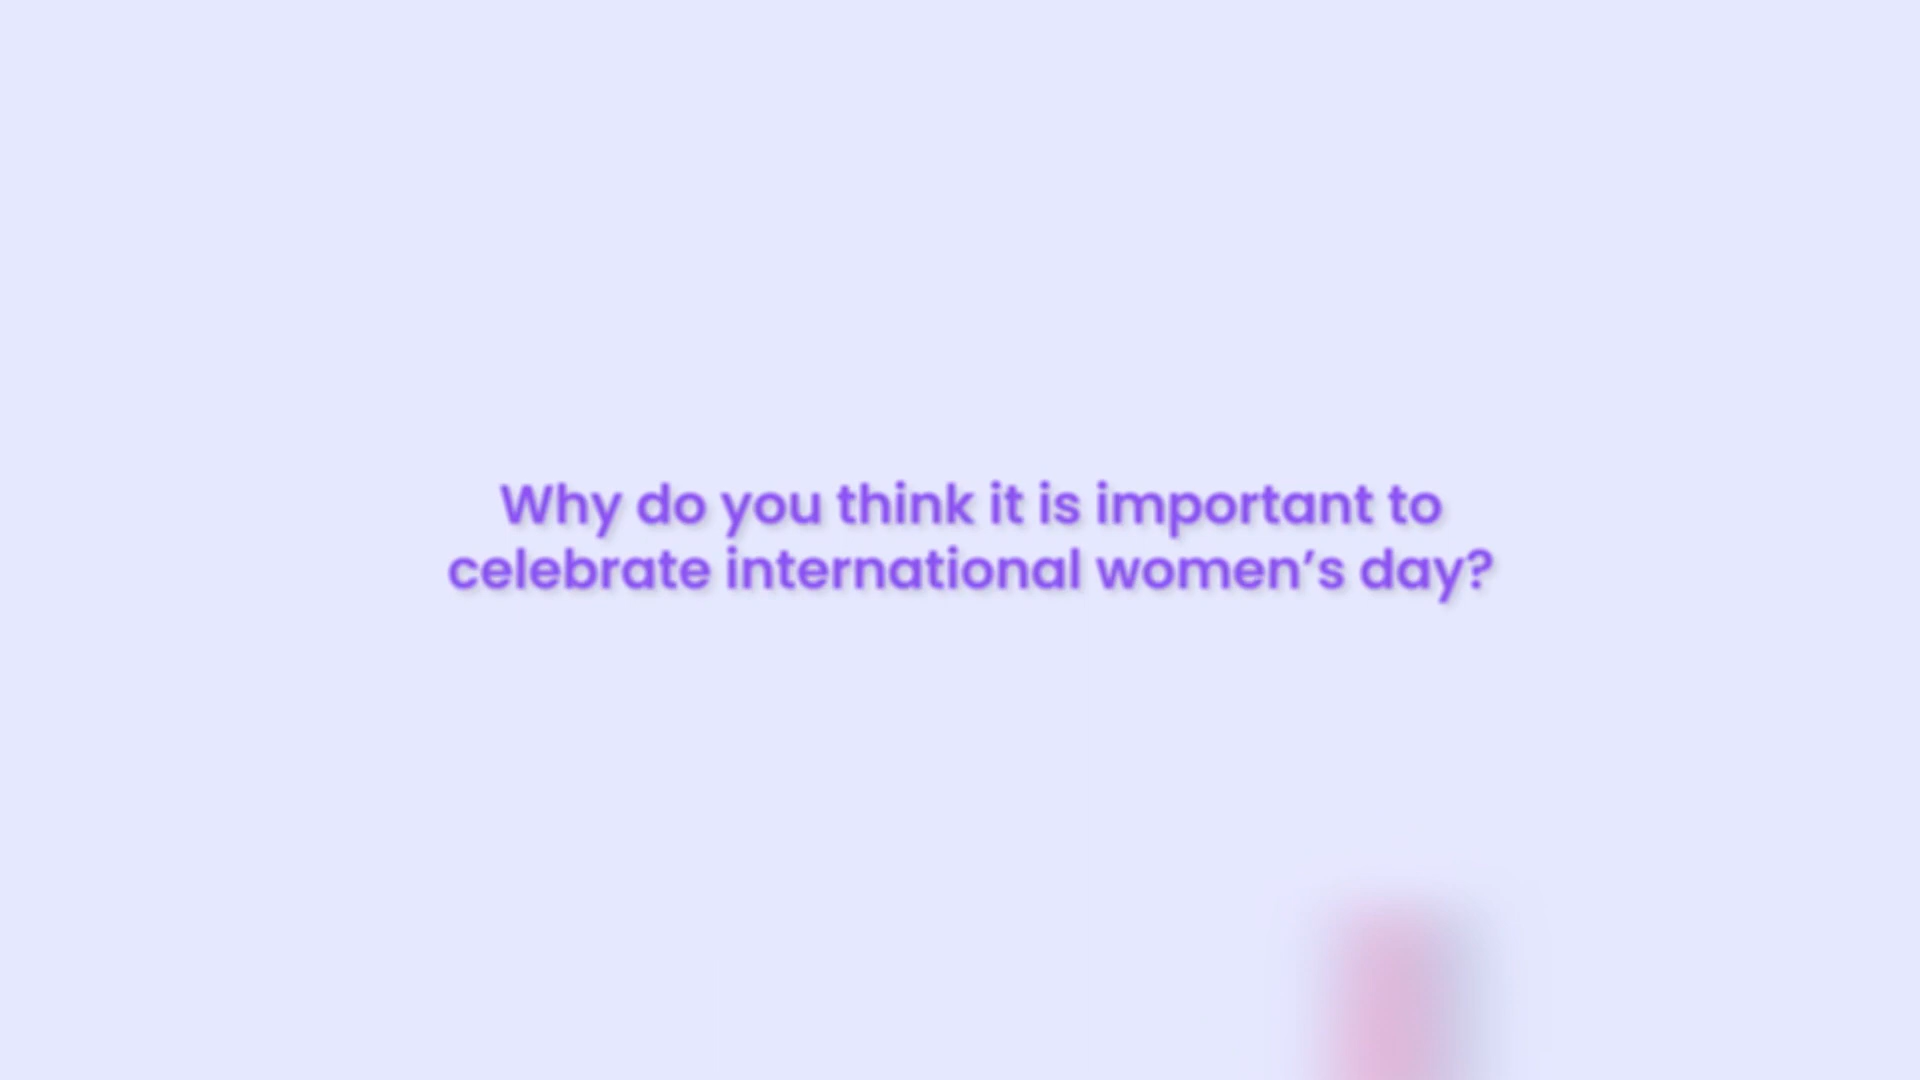 Why do you think it is important to
celebrate international women’s day?